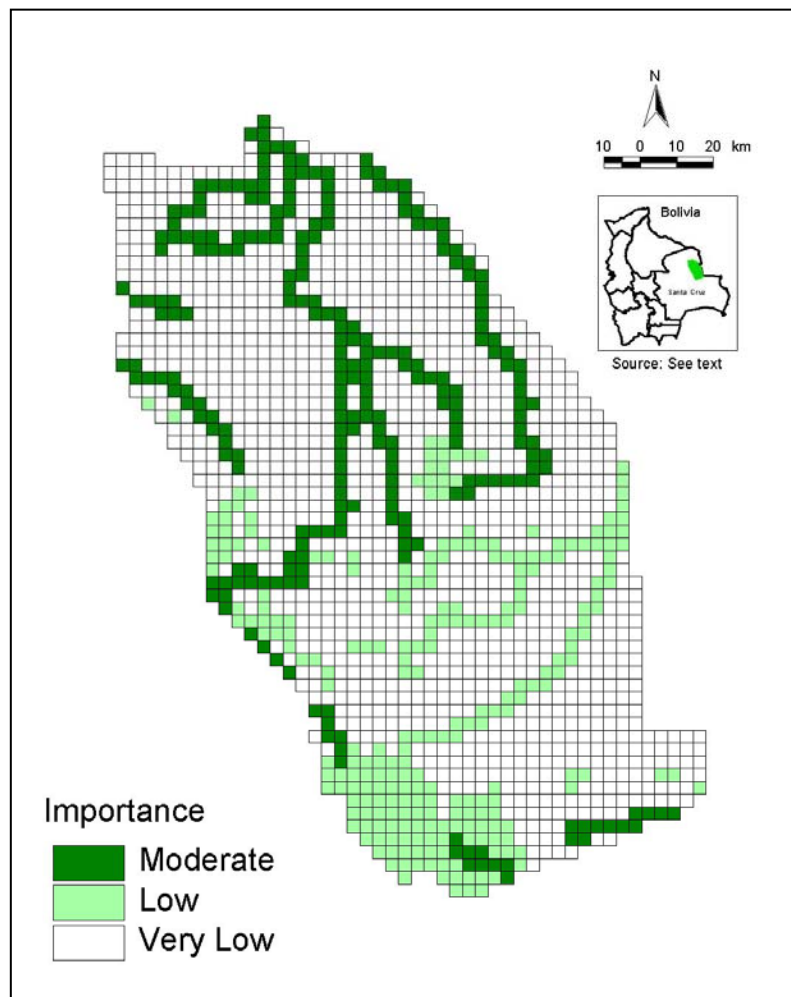 N
10 0 10 20 km
Bolivia
Santa Cruz
Source: See text
Importance
Moderate
Low
Very Low